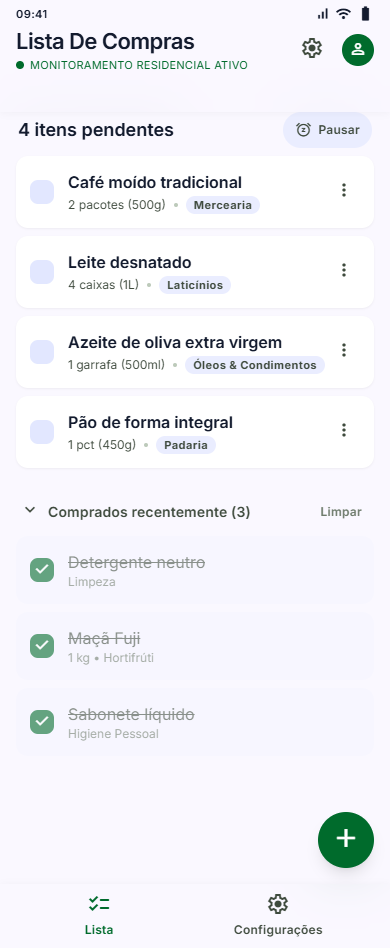 09:41
Lista De Compras
MONITORAMENTO RESIDENCIAL ATIVO
4 itens pendentes
Pausar
Café moído tradicional
2 pacotes (500g) • Mercearia
Leite desnatado
4 caixas (1L) • Laticínios
Azeite de oliva extra virgem
1 garrafa (500ml) • Óleos & Condimentos
Pão de forma integral
1 pct (450g) • Padaria
Comprados recentemente (3)
Limpar
Detergente neutro
Limpeza
Maçã Fuji
1 kg • Hortifrúti
Sabonete líquido
Higiene Pessoal
Lista
Configurações